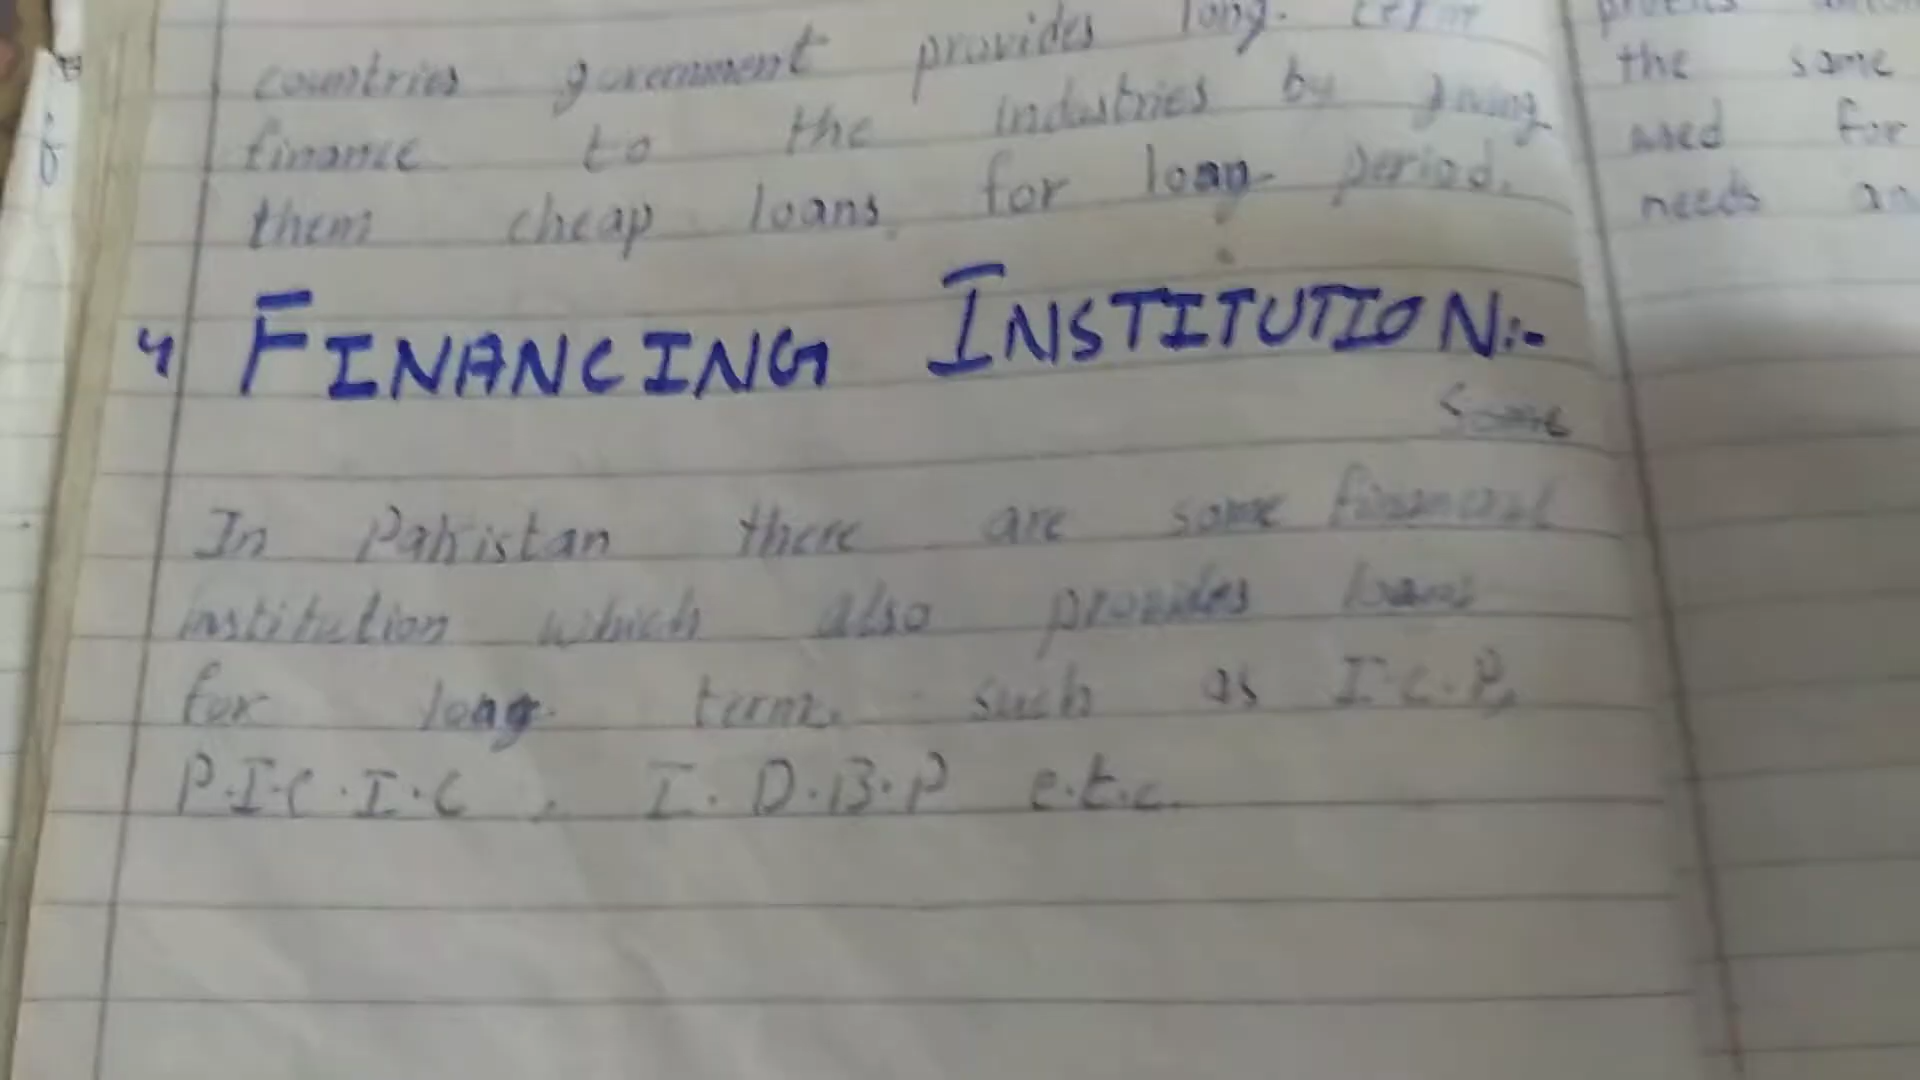 countries government provides long. term
finance to the industries by giving
them cheap loans, for long- period.
4 FINANCING INSTITUTION:-
Some
In Pakistan there are some financial
institution which also provides loans
for long- term. such as I.C.P,
P.I.C.I.C, I.D.B.P e.t.c.
the same
used for
needs an